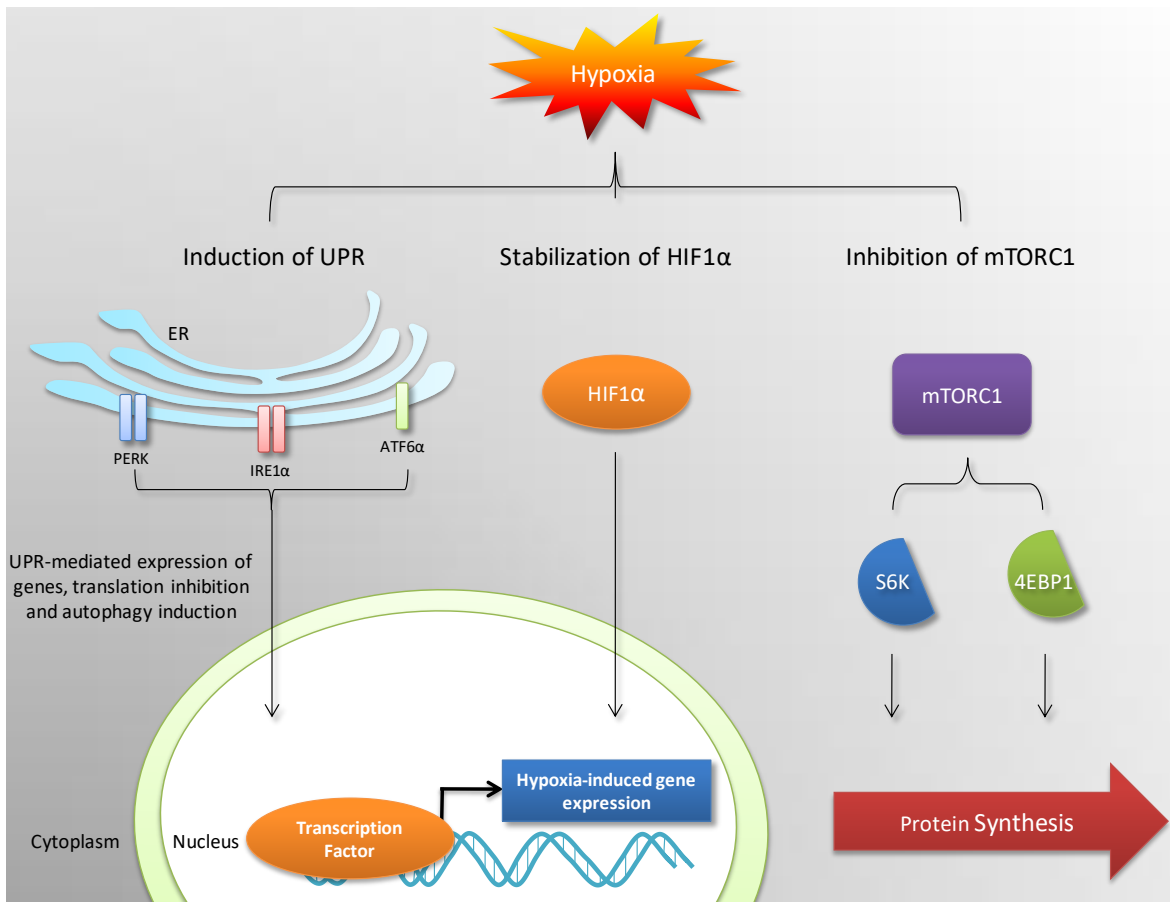 Hypoxia
Induction of UPR
Stabilization of HIF1α
Inhibition of mTORC1
ER
PERK
IRE1α
ATF6α
HIF1α
mTORC1
S6K
4EBP1
UPR-mediated expression of
genes, translation inhibition
and autophagy induction
Hypoxia-induced gene
expression
Transcription
Factor
Cytoplasm
Nucleus
Protein Synthesis